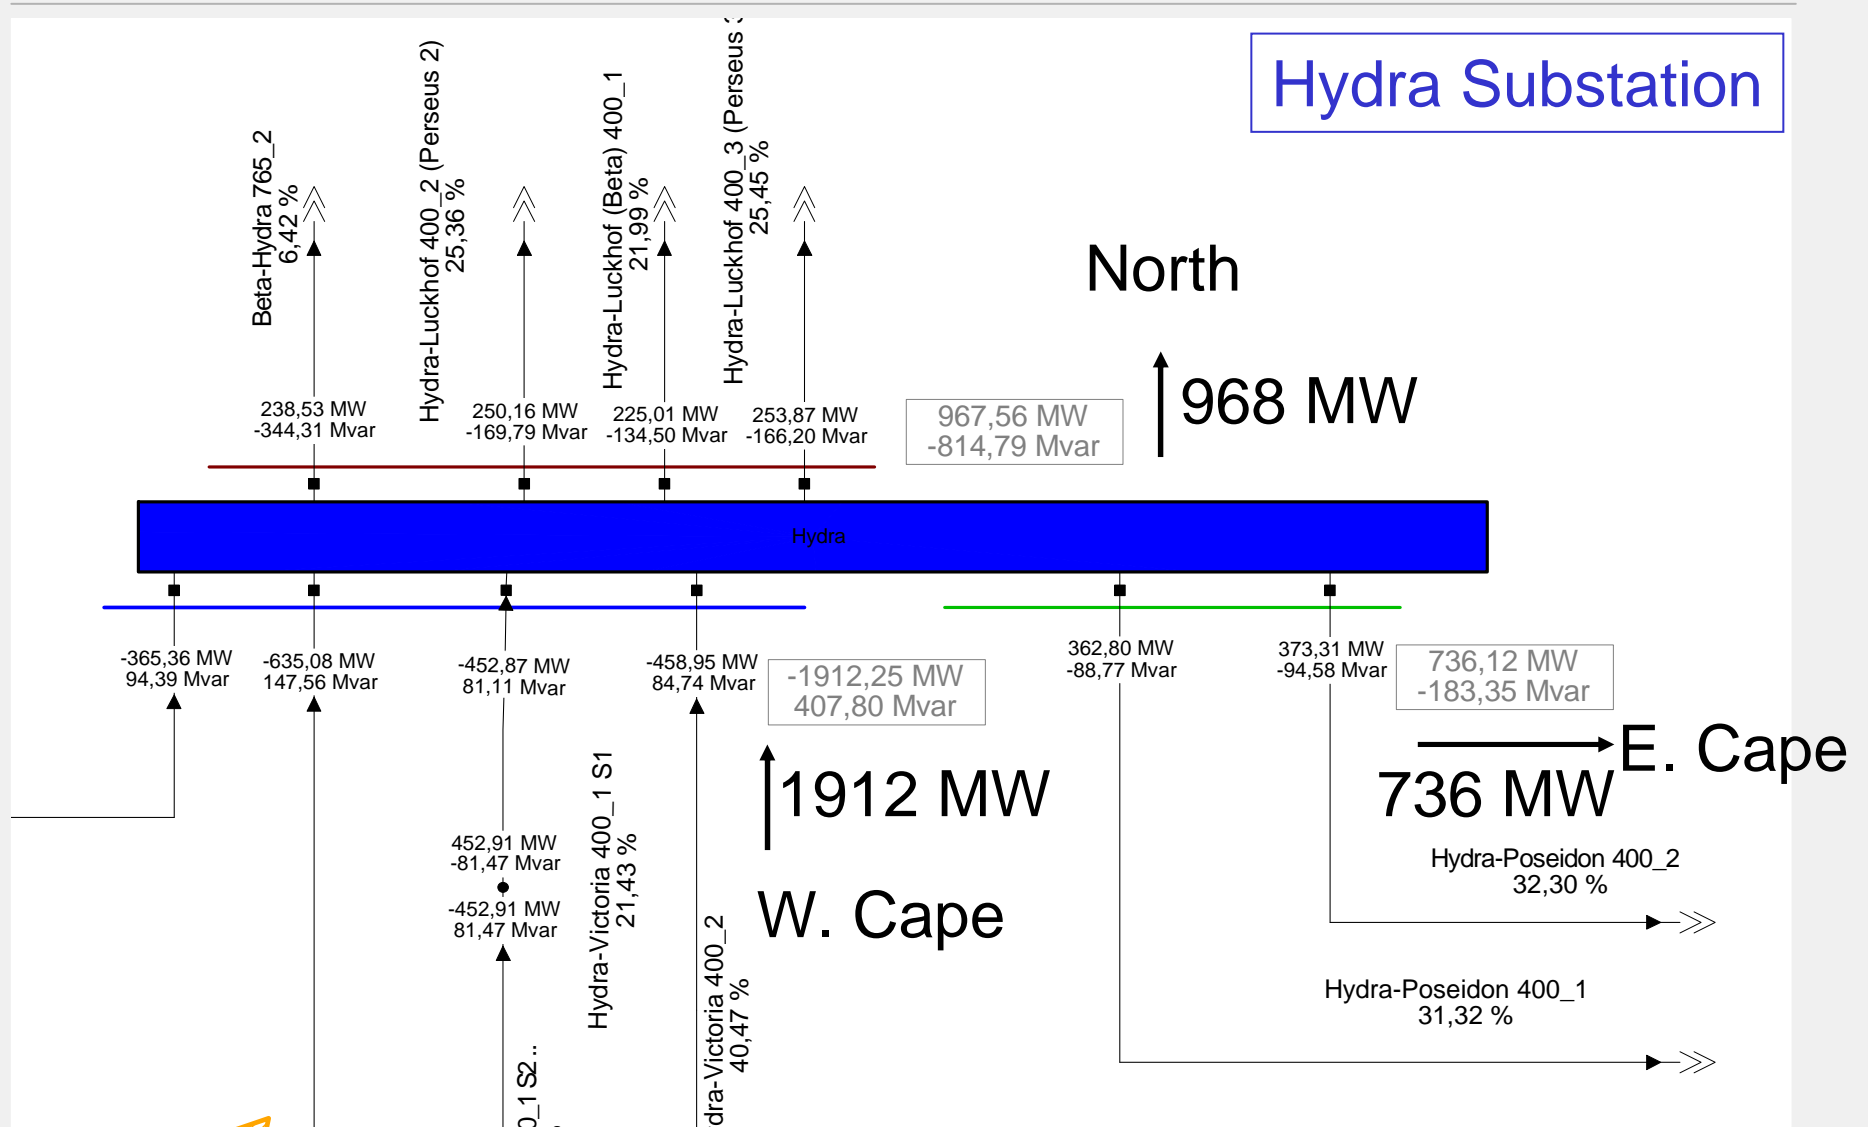 Hydra Substation
Beta-Hydra 765_2
6,42 %
Hydra-Luckhof 400_2 (Perseus 2)
25,36 %
Hydra-Luckhof (Beta) 400_1
21,99 %
Hydra-Luckhof 400_3 (Perseus
25,45 %
North
968 MW
238,53 MW
-344,31 Mvar
250,16 MW
-169,79 Mvar
225,01 MW
-134,50 Mvar
253,87 MW
-166,20 Mvar
967,56 MW
-814,79 Mvar
Hydra
-365,36 MW
94,39 Mvar
-635,08 MW
147,56 Mvar
-452,87 MW
81,11 Mvar
-458,95 MW
84,74 Mvar
-1912,25 MW
407,80 Mvar
362,80 MW
-88,77 Mvar
373,31 MW
-94,58 Mvar
736,12 MW
-183,35 Mvar
E. Cape
736 MW
1912 MW
W. Cape
452,91 MW
-81,47 Mvar
-452,91 MW
81,47 Mvar
Hydra-Victoria 400_1 S1
21,43 %
dra-Victoria 400_2
40,47 %
0_1 S2..
Hydra-Poseidon 400_2
32,30 %
Hydra-Poseidon 400_1
31,32 %